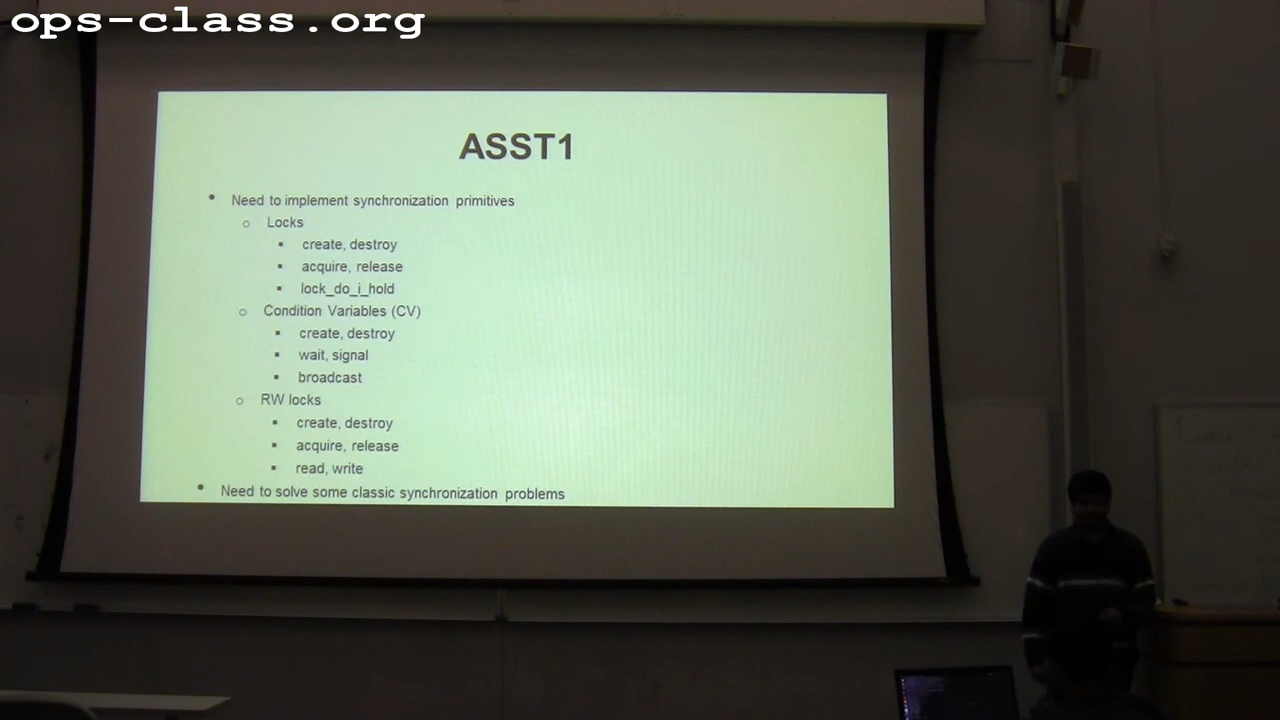 ops-class.org
ASST1
• Need to implement synchronization primitives
o Locks
▪ create, destroy
▪ acquire, release
▪ lock_do_i_hold
o Condition Variables (CV)
▪ create, destroy
▪ wait, signal
▪ broadcast
o RW locks
▪ create, destroy
▪ acquire, release
▪ read, write
• Need to solve some classic synchronization problems